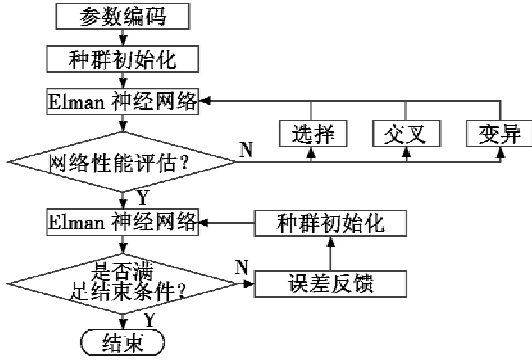 参数编码
种群初始化
Elman 神经网络
选择
交叉
变异
网络性能评估?
N
Y
Elman 神经网络
种群初始化
是否满
足结束条件?
N
误差反馈
Y
结束